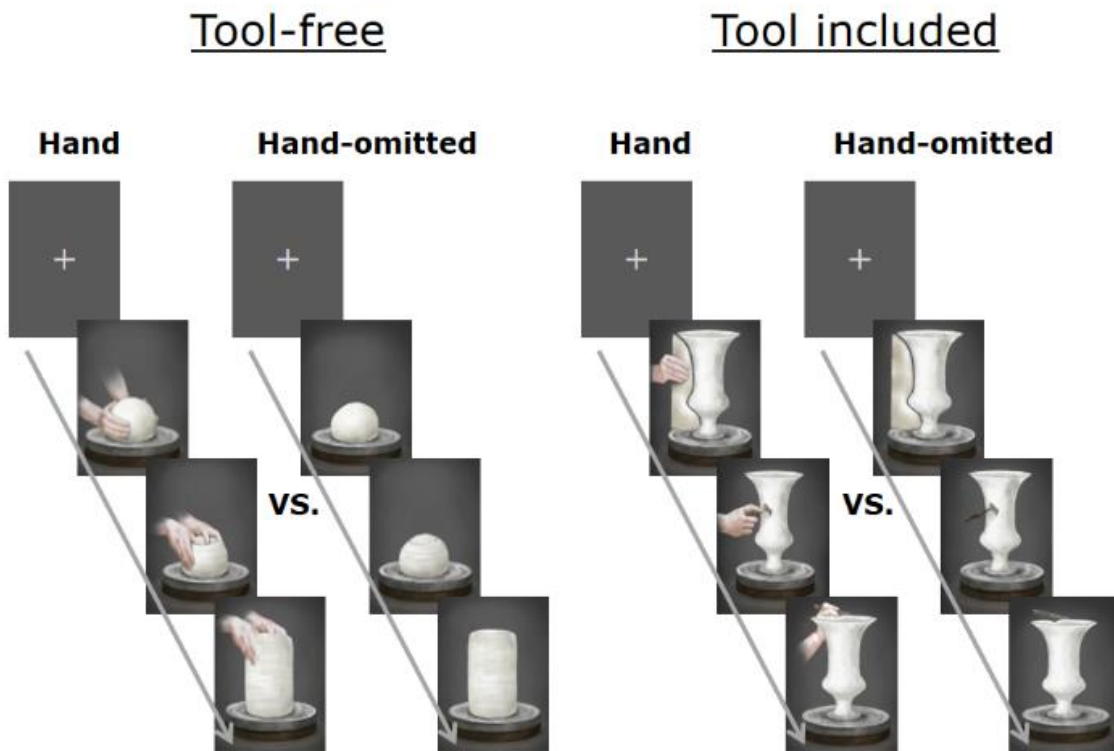 Tool-free
Tool included
Hand
Hand-omitted
Hand
Hand-omitted
VS.
VS.